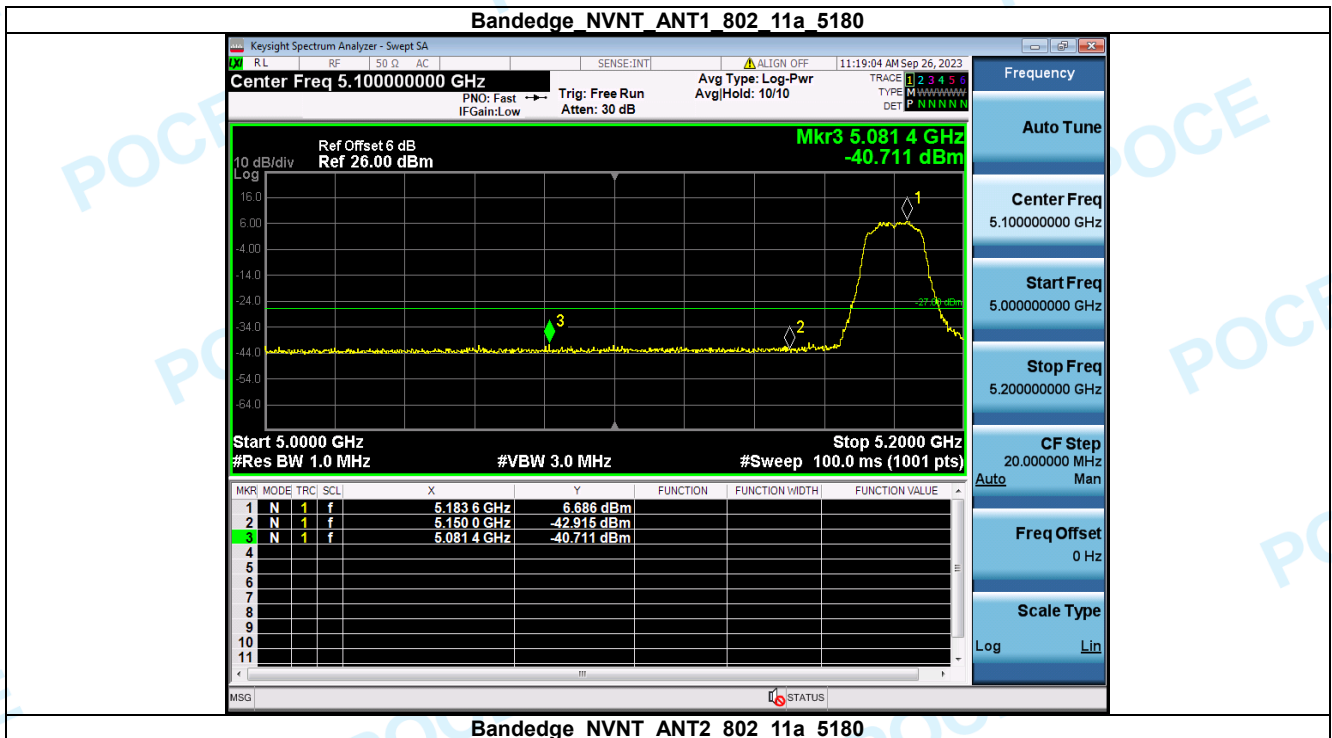 Bandedge_NVNT_ANT1_802_11a_5180
Keysight Spectrum Analyzer - Swept SA
LXI RL RF 50 Ω AC SENSE:INT ALIGN OFF 11:19:04 AM Sep 26, 2023
Center Freq 5.100000000 GHz
PNO: Fast
IFGain:Low
Trig: Free Run
Atten: 30 dB
Avg Type: Log-Pwr
Avg|Hold: 10/10
TRACE 1 2 3 4 5 6
TYPE M WWWWW
DET P N N N N N
Frequency
Mkr3 5.081 4 GHz
-40.711 dBm
Ref Offset 6 dB
10 dB/div Ref 26.00 dBm
Log
16.0
6.00
-4.00
-14.0
-24.0
-34.0
-44.0
-54.0
-64.0
1
2
3
-27.00 dBm
Start 5.0000 GHz Stop 5.2000 GHz
#Res BW 1.0 MHz #VBW 3.0 MHz #Sweep 100.0 ms (1001 pts)
MKR MODE TRC SCL X Y FUNCTION FUNCTION WIDTH FUNCTION VALUE
1 N 1 f 5.183 6 GHz 6.686 dBm
2 N 1 f 5.150 0 GHz -42.915 dBm
3 N 1 f 5.081 4 GHz -40.711 dBm
4
5
6
7
8
9
10
11
MSG STATUS
Auto Tune
Center Freq
5.100000000 GHz
Start Freq
5.000000000 GHz
Stop Freq
5.200000000 GHz
CF Step
20.000000 MHz
Auto Man
Freq Offset
0 Hz
Scale Type
Log Lin
Bandedge_NVNT_ANT2_802_11a_5180
POCE
POCE
POCE
POCE
POCE
POCE